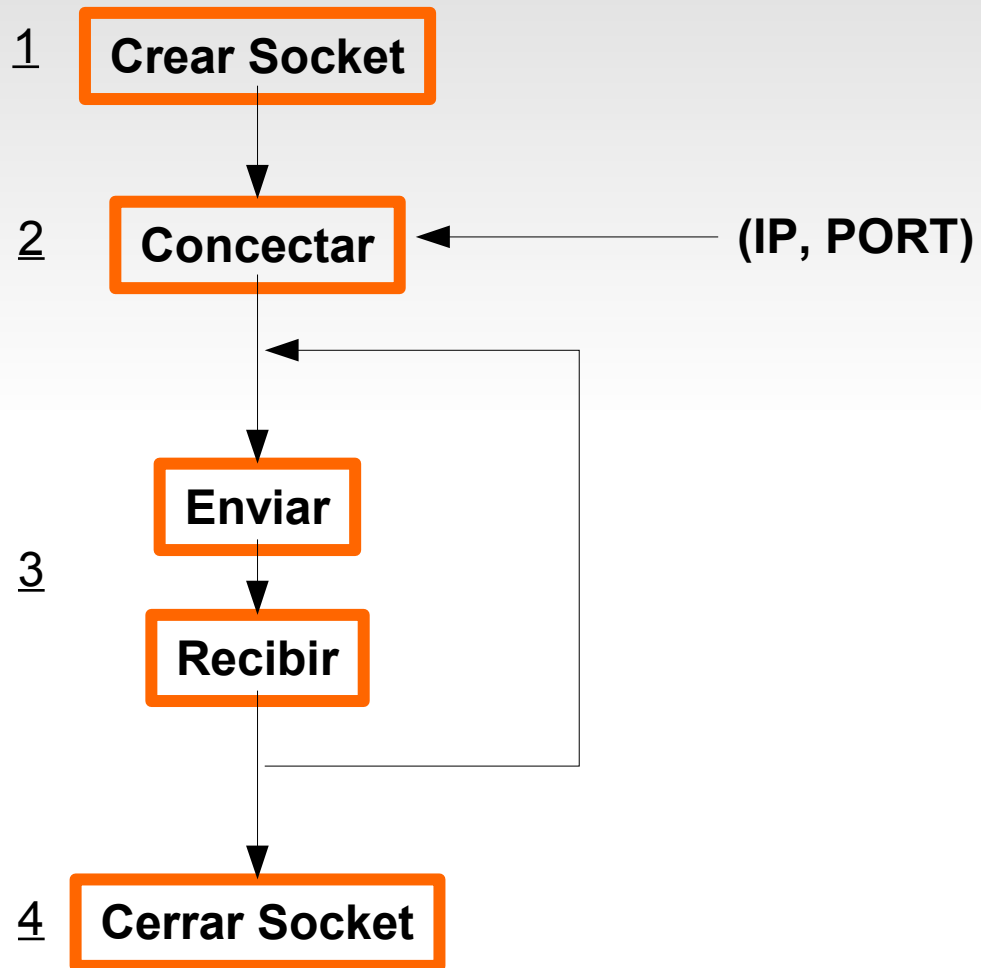 1 Crear Socket
2 Concectar (IP, PORT)
Enviar
3
Recibir
4 Cerrar Socket